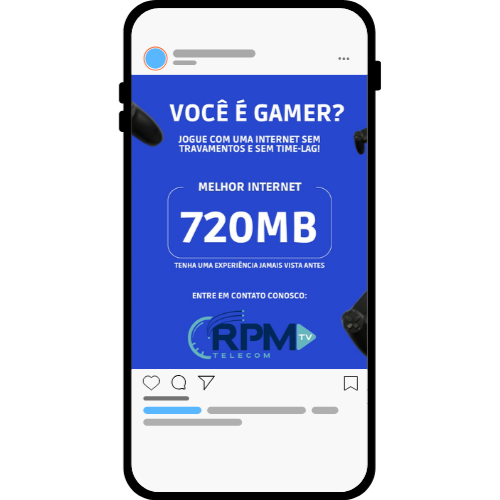 VOCÊ É GAMER?
JOGUE COM UMA INTERNET SEM
TRAVAMENTOS E SEM TIME-LAG!
MELHOR INTERNET
720MB
TENHA UMA EXPERIÊNCIA JAMAIS VISTA ANTES
ENTRE EM CONTATO CONOSCO:
RPM TV
TELECOM